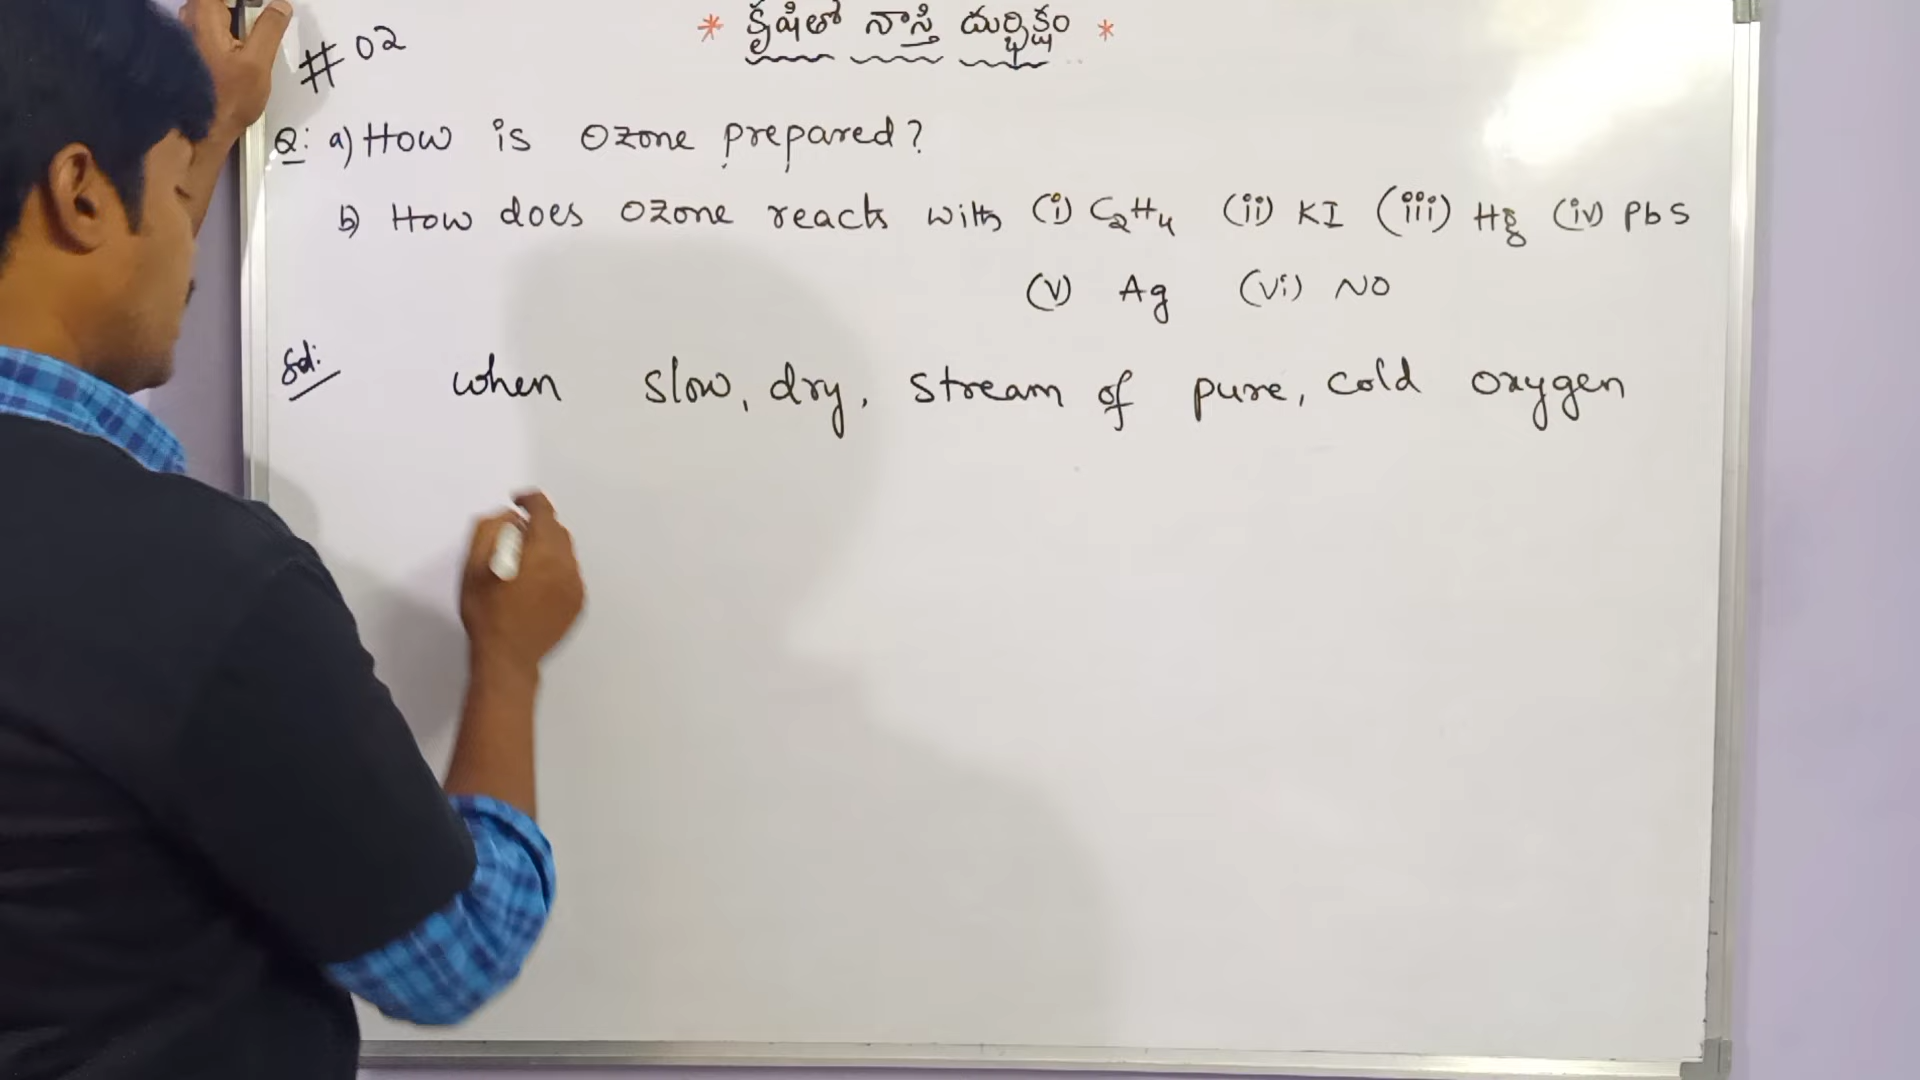 * కృషితో నాస్తి దుర్భిక్షం *
# 02
Q: a) How is Ozone prepared?
b) How does Ozone reacts with (i) C2H4 (ii) KI (iii) Hg (iv) PbS
(v) Ag (vi) NO
Sol: when slow, dry, stream of pure, cold oxygen